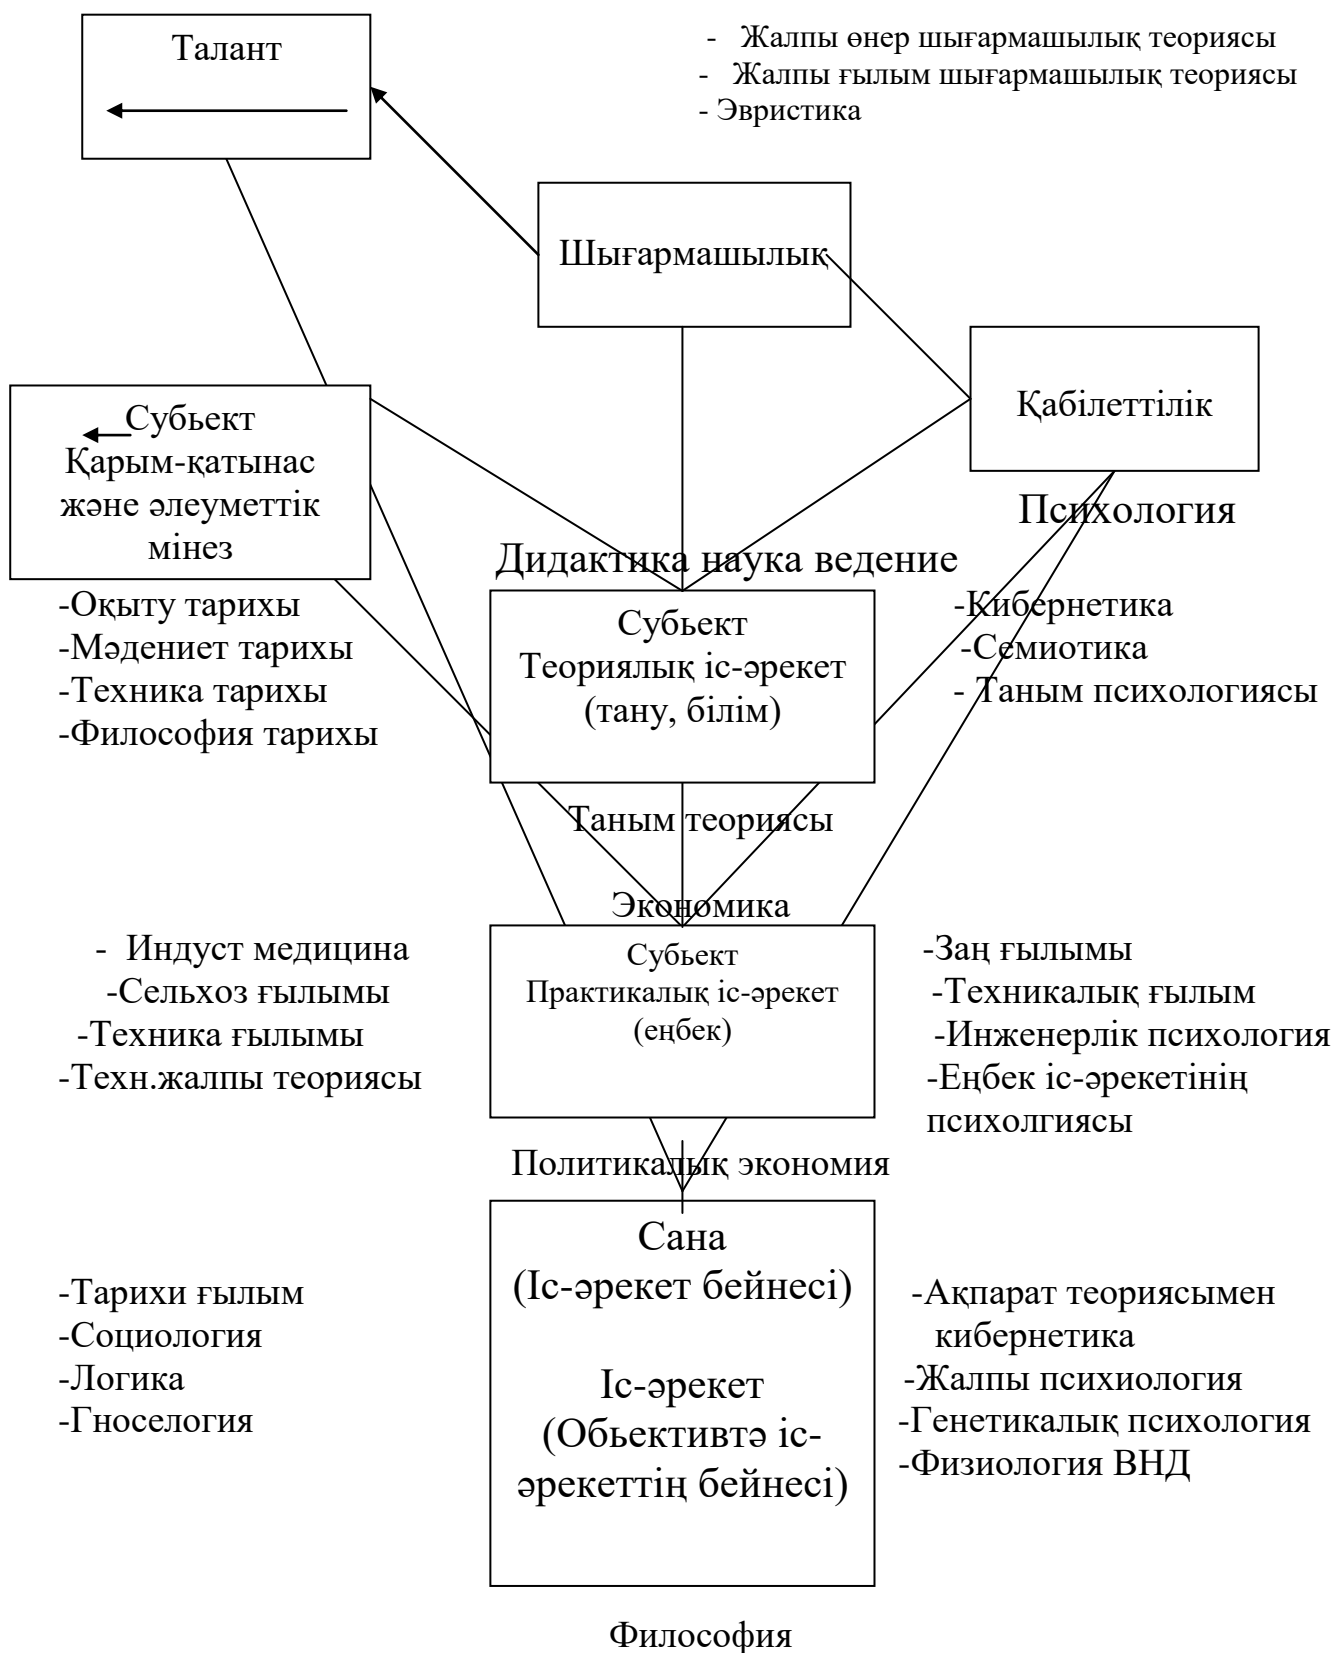 Талант
-   Жалпы өнер шығармашылық теориясы
-   Жалпы ғылым шығармашылық теориясы
- Эвристика
Шығармашылық
Қабілеттілік
Субьект
Қарым-қатынас
және әлеуметтік
мінез
Психология
Дидактика наука ведение
-Оқыту тарихы
-Мәдениет тарихы
-Техника тарихы
-Философия тарихы
Субьект
Теориялық іс-әрекет
(тану, білім)
-Кибернетика
-Семиотика
- Таным психологиясы
Таным теориясы
Экономика
-  Индуст медицина
-Сельхоз ғылымы
-Техника ғылымы
-Техн.жалпы теориясы
Субьект
Практикалық іс-әрекет
(еңбек)
-Заң ғылымы
-Техникалық ғылым
-Инженерлік психология
-Еңбек іс-әрекетінің
психолгиясы
Политикалық экономия
Сана
(Іс-әрекет бейнесі)
Іс-әрекет
(Обьективтә іс-
әрекеттің бейнесі)
-Тарихи ғылым
-Социология
-Логика
-Гноселогия
-Ақпарат теориясымен
кибернетика
-Жалпы психиология
-Генетикалық психология
-Физиология ВНД
Философия